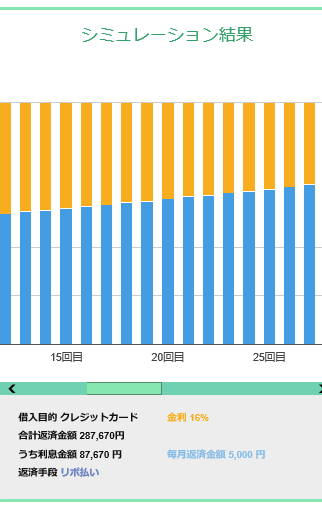 シミュレーション結果
15回目 20回目 25回目
借入目的 クレジットカード 金利 16%
合計返済金額 287,670円
うち利息金額 87,670 円 毎月返済金額 5,000 円
返済手段 リボ払い